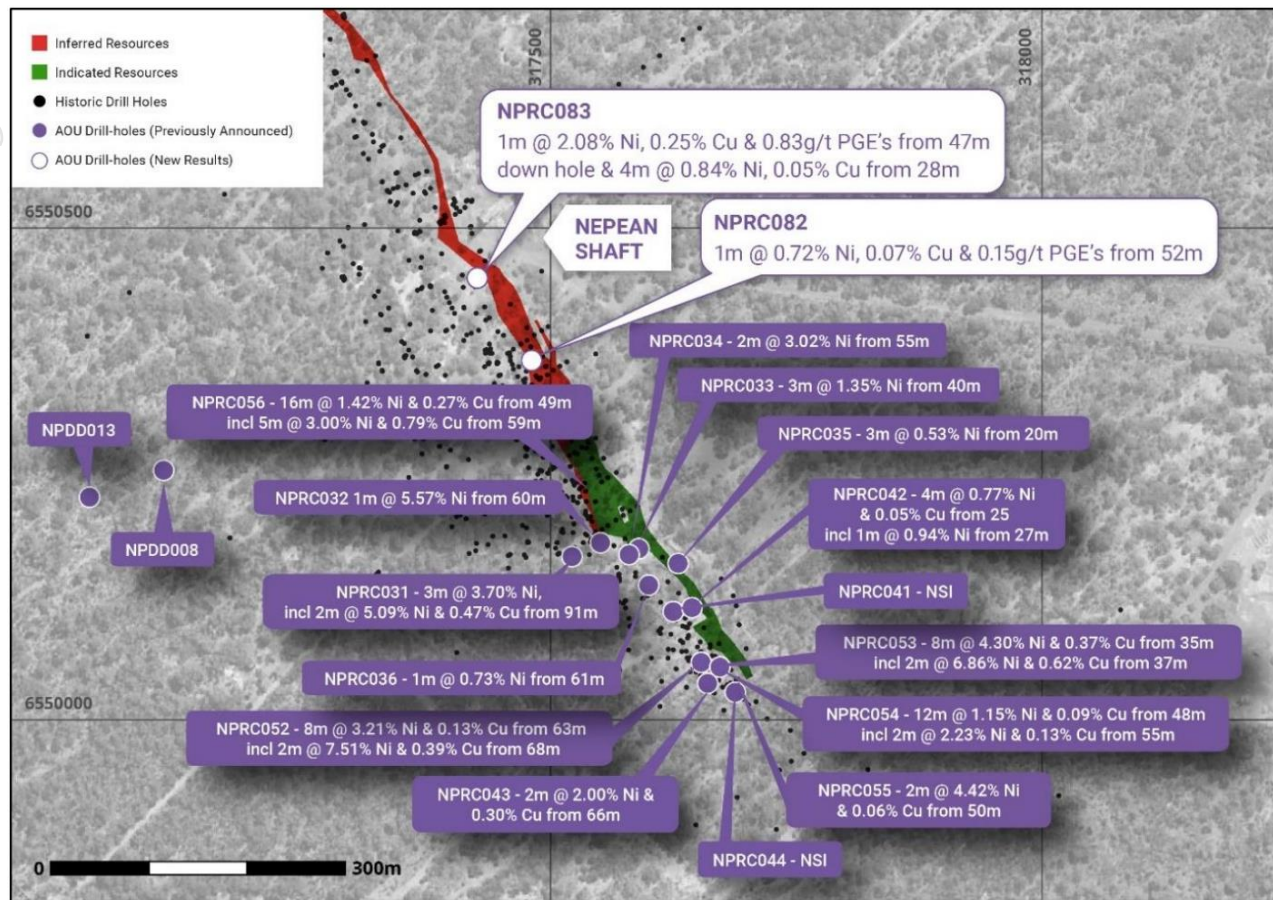 Inferred Resources
Indicated Resources
Historic Drill Holes
AOU Drill-holes (Previously Announced)
AOU Drill-holes (New Results)
317500
318000
NPRC083
1m @ 2.08% Ni, 0.25% Cu & 0.83g/t PGE's from 47m
down hole & 4m @ 0.84% Ni, 0.05% Cu from 28m
6550500
NEPEAN
SHAFT
NPRC082
1m @ 0.72% Ni, 0.07% Cu & 0.15g/t PGE's from 52m
NPRC034 - 2m @ 3.02% Ni from 55m
NPRC033 - 3m @ 1.35% Ni from 40m
NPRC056 - 16m @ 1.42% Ni & 0.27% Cu from 49m
incl 5m @ 3.00% Ni & 0.79% Cu from 59m
NPRC035 - 3m @ 0.53% Ni from 20m
NPDD013
NPRC032 1m @ 5.57% Ni from 60m
NPRC042 - 4m @ 0.77% Ni
& 0.05% Cu from 25
incl 1m @ 0.94% Ni from 27m
NPDD008
NPRC031 - 3m @ 3.70% Ni,
incl 2m @ 5.09% Ni & 0.47% Cu from 91m
NPRC041 - NSI
NPRC053 - 8m @ 4.30% Ni & 0.37% Cu from 35m
incl 2m @ 6.86% Ni & 0.62% Cu from 37m
NPRC036 - 1m @ 0.73% Ni from 61m
6550000
NPRC052 - 8m @ 3.21% Ni & 0.13% Cu from 63m
incl 2m @ 7.51% Ni & 0.39% Cu from 68m
NPRC054 - 12m @ 1.15% Ni & 0.09% Cu from 48m
incl 2m @ 2.23% Ni & 0.13% Cu from 55m
NPRC043 - 2m @ 2.00% Ni &
0.30% Cu from 66m
NPRC055 - 2m @ 4.42% Ni
& 0.06% Cu from 50m
NPRC044 - NSI
0
300m